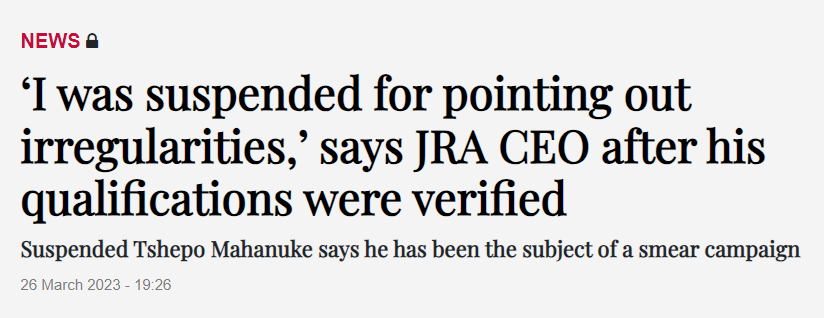 NEWS
‘I was suspended for pointing out
irregularities,’ says JRA CEO after his
qualifications were verified
Suspended Tshepo Mahanuke says he has been the subject of a smear campaign
26 March 2023 - 19:26